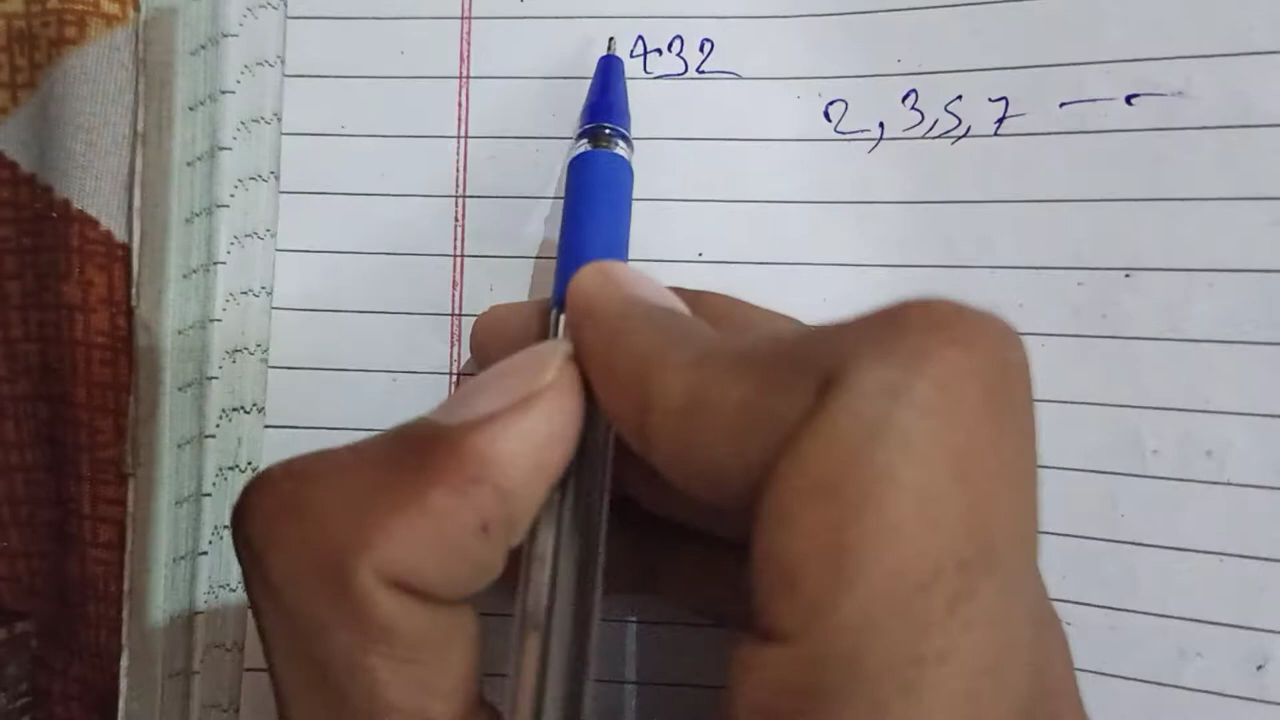 432
2, 3, 5, 7 - -